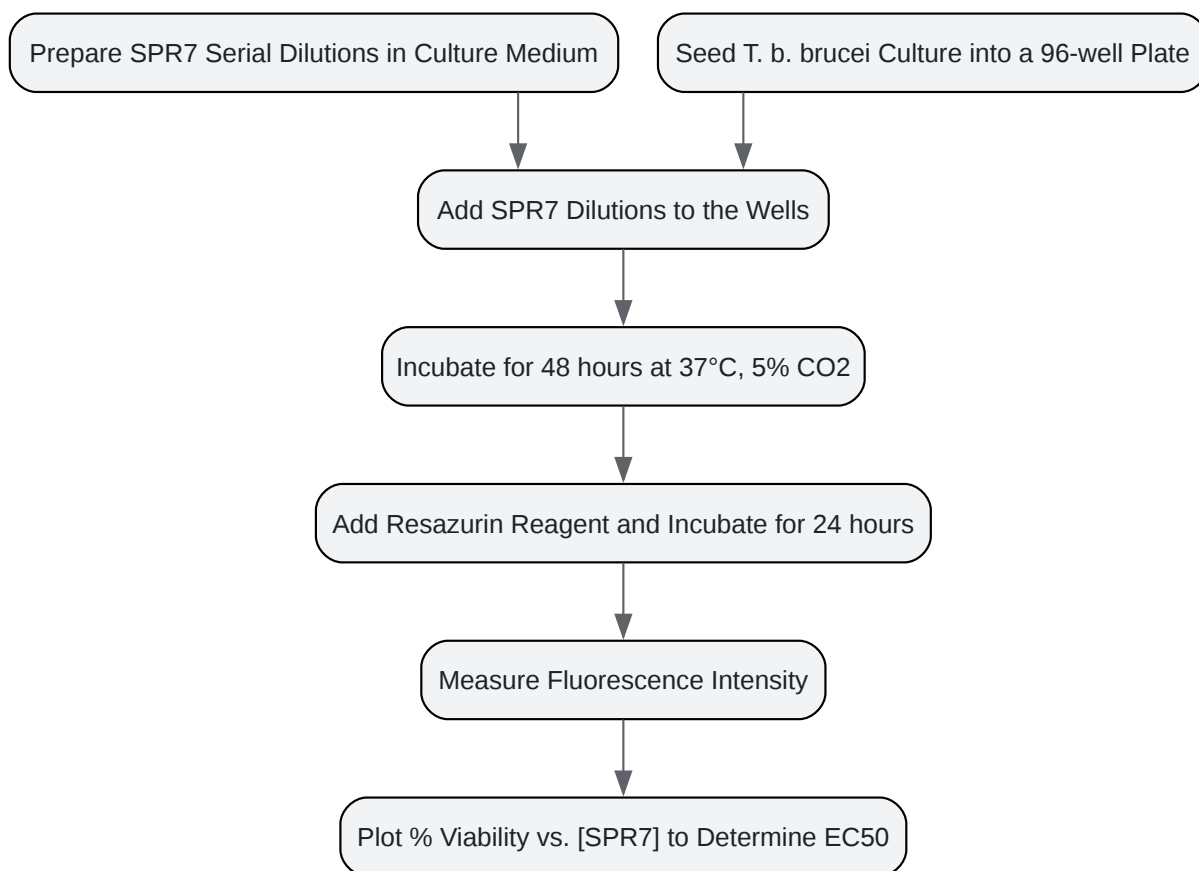 Prepare SPR7 Serial Dilutions in Culture Medium
Seed T. b. brucei Culture into a 96-well Plate
Add SPR7 Dilutions to the Wells
Incubate for 48 hours at 37°C, 5% CO2
Add Resazurin Reagent and Incubate for 24 hours
Measure Fluorescence Intensity
Plot % Viability vs. [SPR7] to Determine EC50